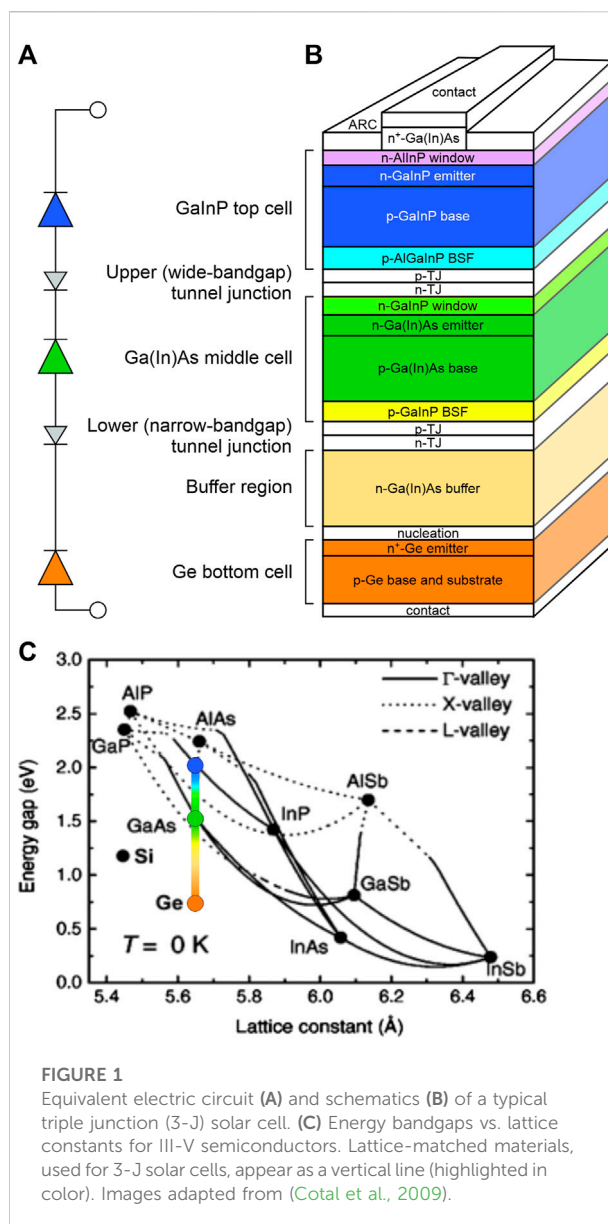 A
B
contact
ARC
n⁺-Ga(In)As
n-AlInP window
n-GaInP emitter
GaInP top cell
p-GaInP base
p-AlGaInP BSF
Upper (wide-bandgap)
tunnel junction
p-TJ
n-TJ
n-GaInP window
n-Ga(In)As emitter
Ga(In)As middle cell
p-Ga(In)As base
p-GaInP BSF
Lower (narrow-bandgap)
tunnel junction
p-TJ
n-TJ
Buffer region
n-Ga(In)As buffer
nucleation
n⁺-Ge emitter
Ge bottom cell
p-Ge base and substrate
contact
C
3.0
2.5
2.0
1.5
1.0
0.5
0.0
Energy gap (eV)
AlP
GaP
AlAs
Γ-valley
X-valley
L-valley
AlSb
InP
GaAs
Si
GaSb
Ge
InAs
InSb
T = 0 K
5.4 5.6 5.8 6.0 6.2 6.4 6.6
Lattice constant (Å)
FIGURE 1
Equivalent electric circuit (A) and schematics (B) of a typical
triple junction (3-J) solar cell. (C) Energy bandgaps vs. lattice
constants for III-V semiconductors. Lattice-matched materials,
used for 3-J solar cells, appear as a vertical line (highlighted in
color). Images adapted from (Cotal et al., 2009).